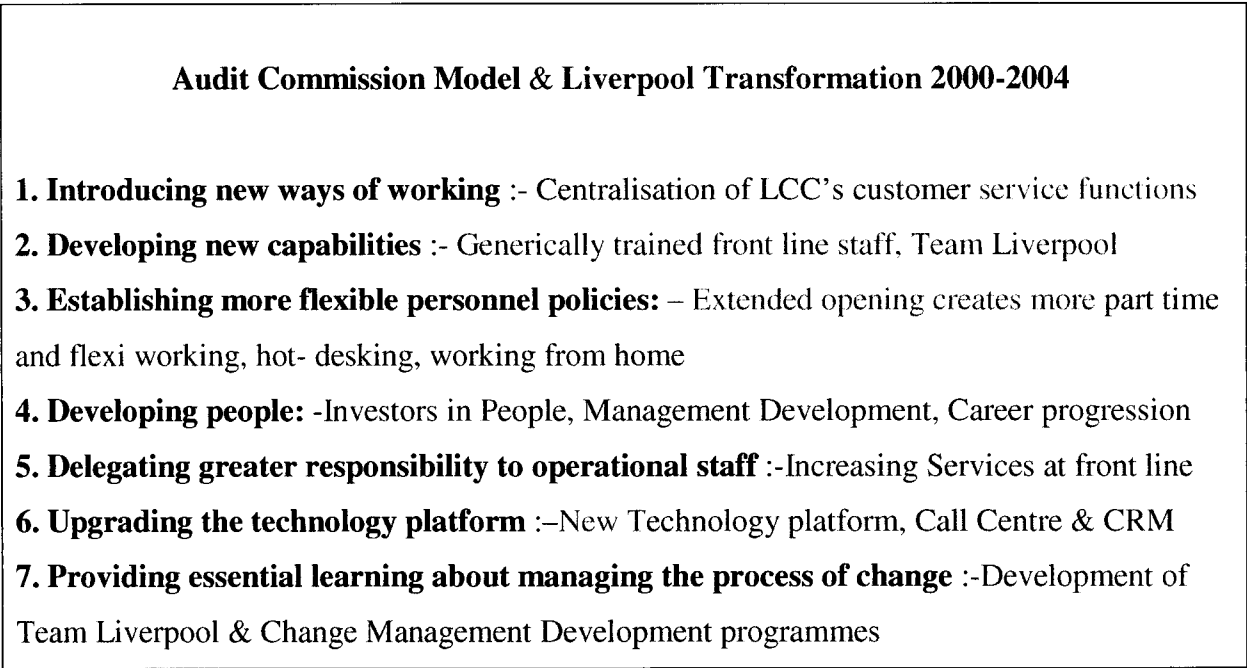 Audit Commission Model & Liverpool Transformation 2000-2004
1. Introducing new ways of working :- Centralisation of LCC's customer service functions
2. Developing new capabilities :- Generically trained front line staff, Team Liverpool
3. Establishing more flexible personnel policies: – Extended opening creates more part time
and flexi working, hot- desking, working from home
4. Developing people: -Investors in People, Management Development, Career progression
5. Delegating greater responsibility to operational staff :-Increasing Services at front line
6. Upgrading the technology platform :–New Technology platform, Call Centre & CRM
7. Providing essential learning about managing the process of change :-Development of
Team Liverpool & Change Management Development programmes